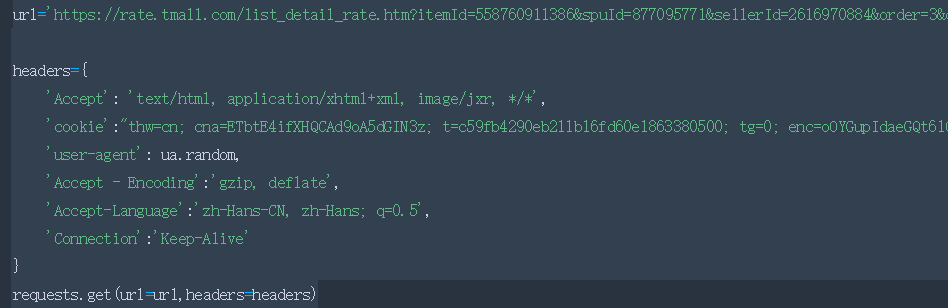 url='https://rate.tmall.com/list_detail_rate.htm?itemId=558760911386&spuId=877095771&sellerId=2616970884&order=3&
headers={
'Accept': 'text/html, application/xhtml+xml, image/jxr, */*',
'cookie':"thw=cn; cna=ETbtE4ifXHQCAd9oA5dGIN3z; t=c59fb4290eb211b16fd60e1863380500; tg=0; enc=oOYGupIdaeGQt61
'user-agent': ua.random,
'Accept - Encoding':'gzip, deflate',
'Accept-Language':'zh-Hans-CN, zh-Hans; q=0.5',
'Connection':'Keep-Alive'
}
requests.get(url=url,headers=headers)